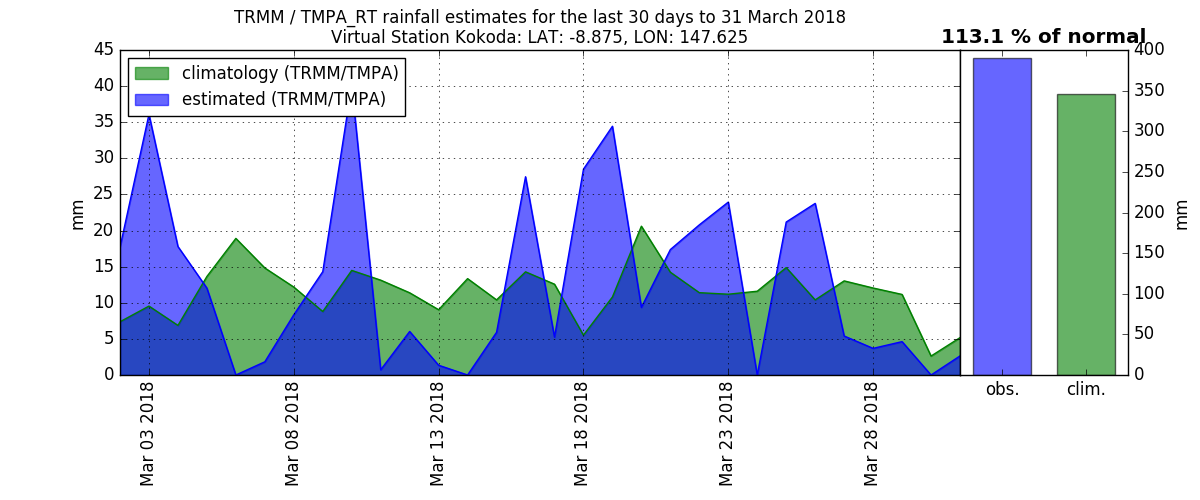 TRMM / TMPA_RT rainfall estimates for the last 30 days to 31 March 2018
Virtual Station Kokoda: LAT: -8.875, LON: 147.625
113.1 % of normal
climatology (TRMM/TMPA)
estimated (TRMM/TMPA)
mm
45
40
35
30
25
20
15
10
5
0
Mar 03 2018
Mar 08 2018
Mar 13 2018
Mar 18 2018
Mar 23 2018
Mar 28 2018
400
350
300
250
200
150
100
50
0
mm
obs.
clim.